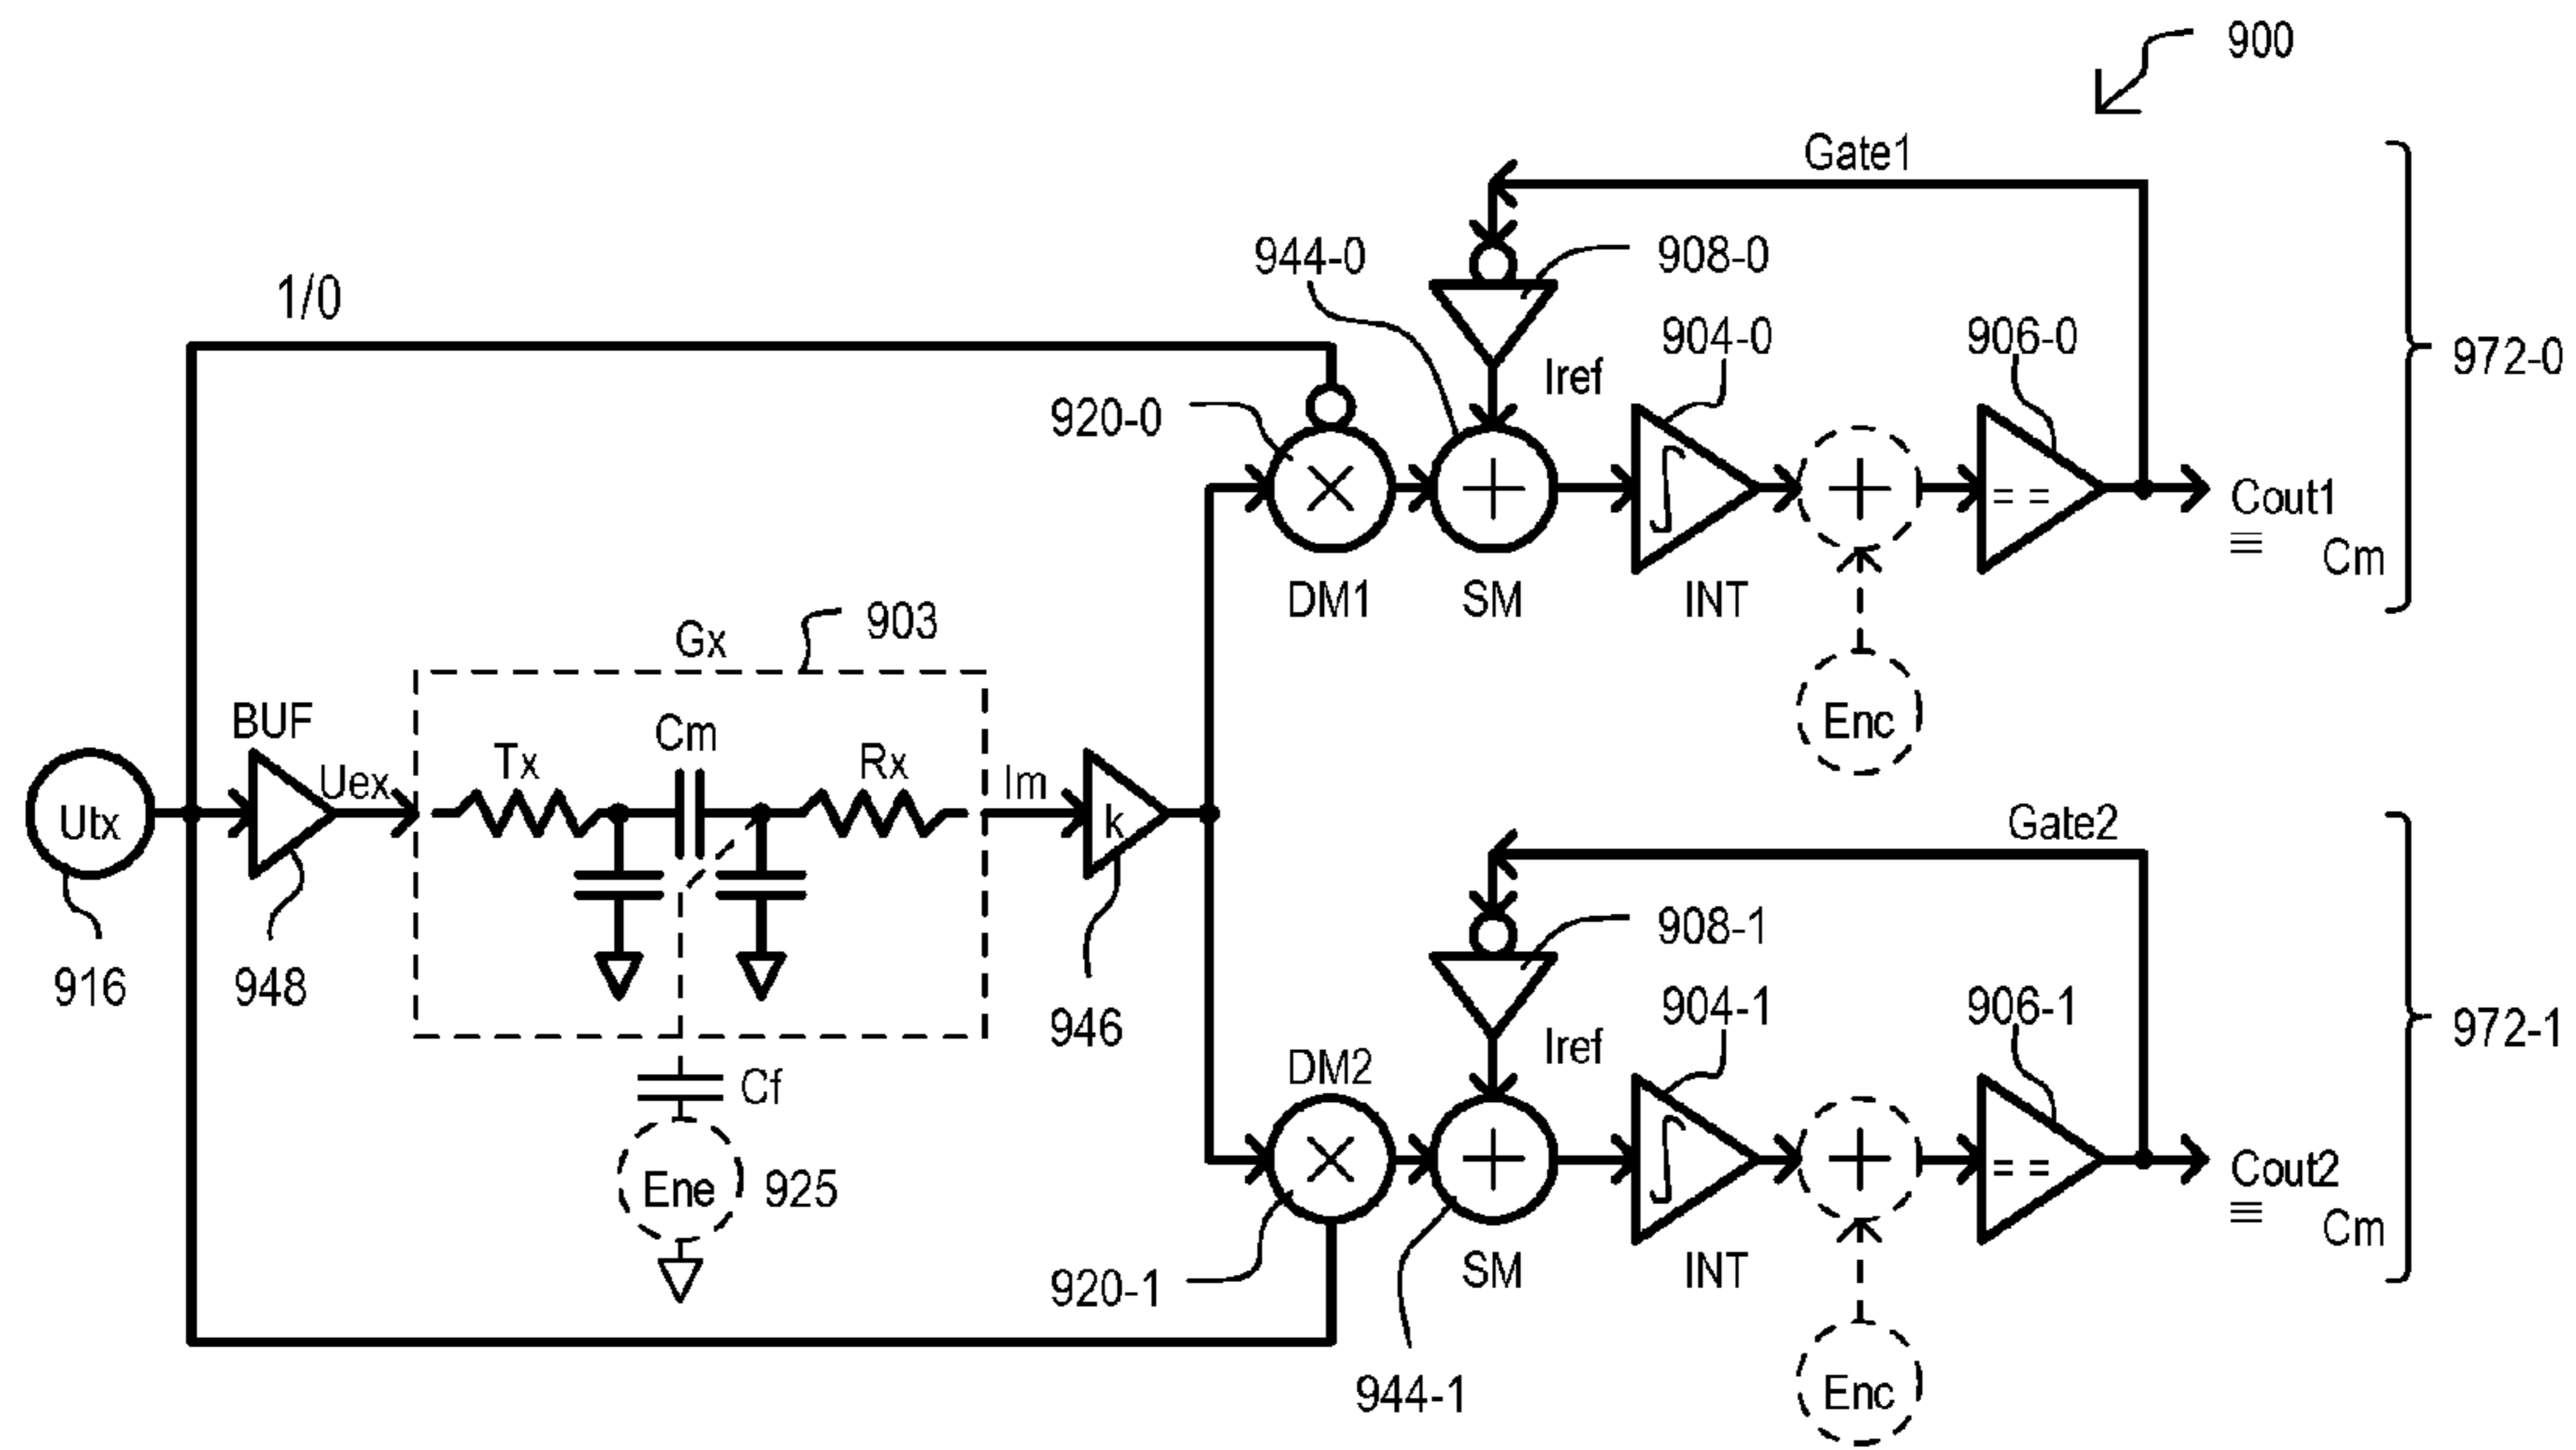 900
Gate1
944-0
908-0
1/0
904-0
906-0
Iref
972-0
920-0
Cout1
≡ Cm
DM1
SM
INT
903
Gx
Enc
BUF
Cm
Tx
Rx
Uex
Im
Utx
k
Gate2
908-1
916
948
946
904-1
906-1
Iref
972-1
DM2
Cf
Cout2
≡ Cm
Ene
925
920-1
SM
INT
944-1
Enc